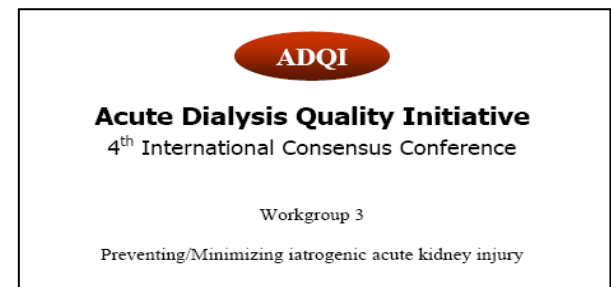 ADQI
Acute Dialysis Quality Initiative
4th International Consensus Conference
Workgroup 3
Preventing/Minimizing iatrogenic acute kidney injury